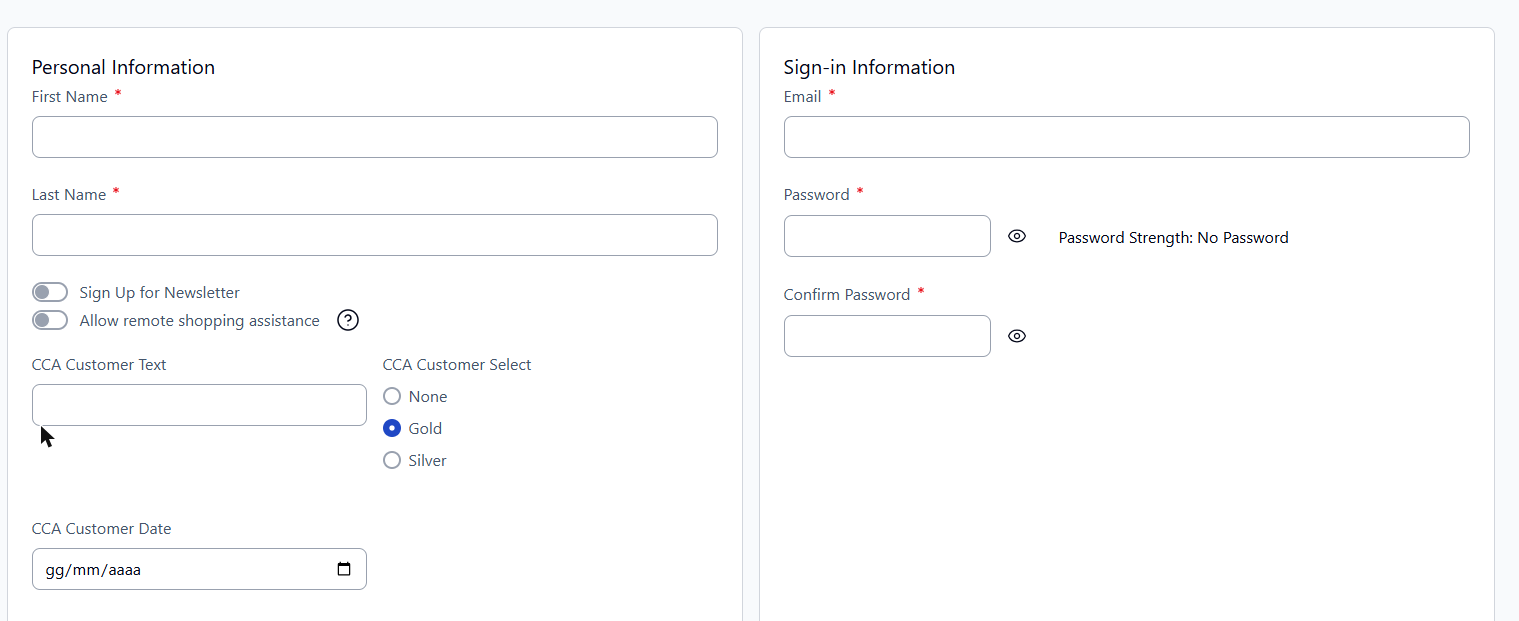 Personal Information
First Name *
Last Name *
Sign Up for Newsletter
Allow remote shopping assistance ?
CCA Customer Text
CCA Customer Select
None
Gold
Silver
CCA Customer Date
gg/mm/aaaa
Sign-in Information
Email *
Password *
Password Strength: No Password
Confirm Password *